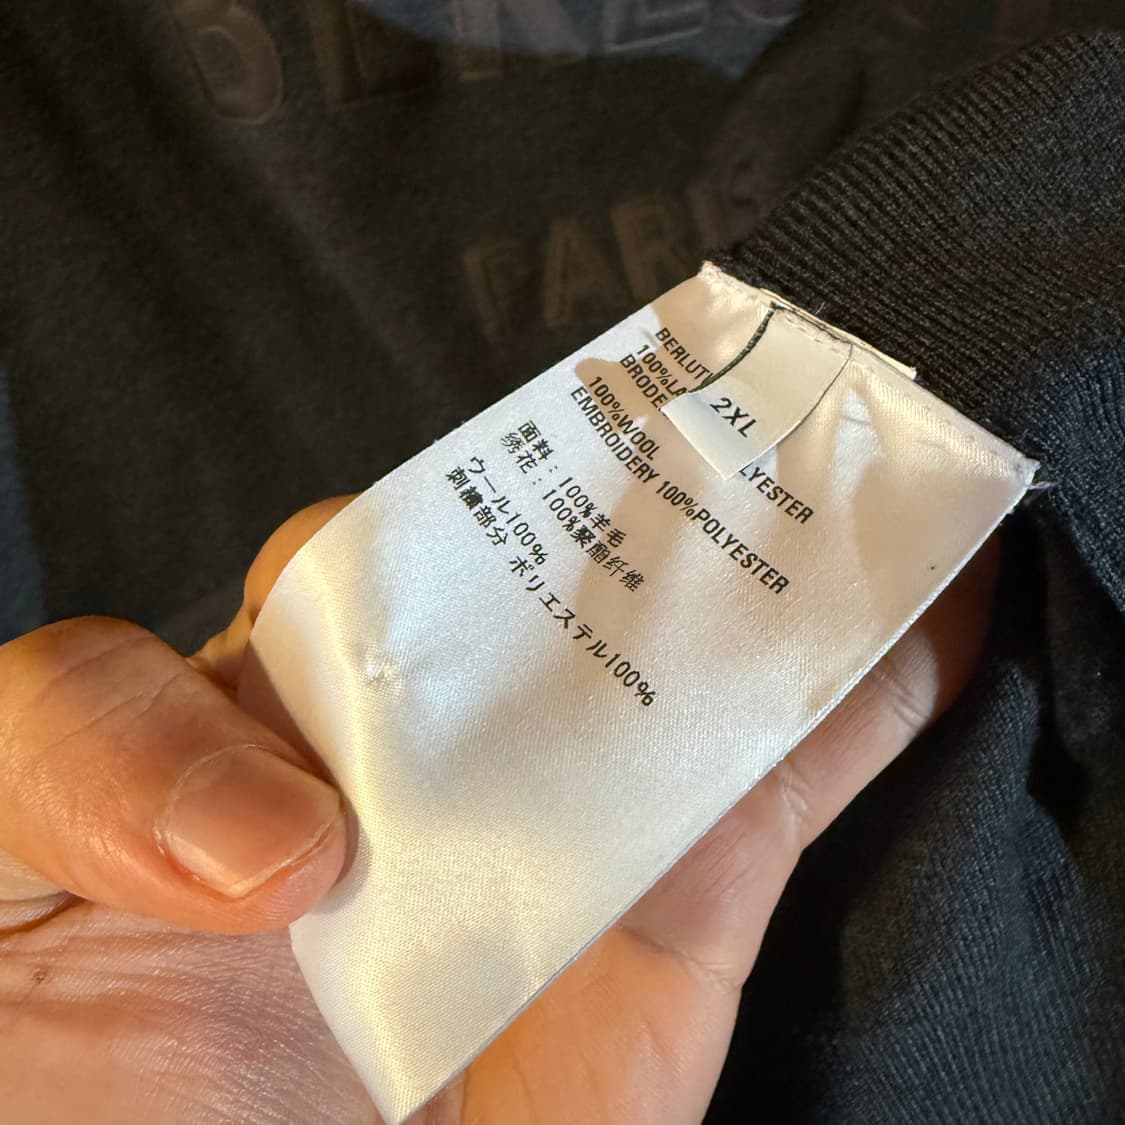 PARIS
2XL
BERLUTI
100%LA
BRODE LYESTER
100%WOOL
EMBROIDERY 100%POLYESTER
面料：100%羊毛
绣花：100%聚酯纤维
ウール100%
刺繍部分 ポリエステル100%